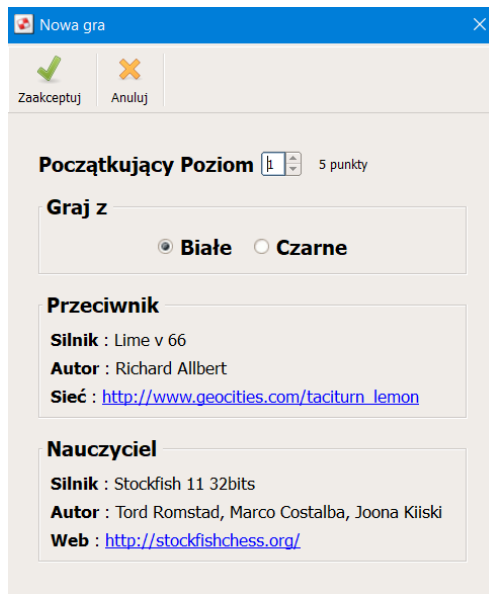 Nowa gra
Zaakceptuj Anuluj
Początkujący Poziom 1 5 punkty
Graj z
Białe Czarne
Przeciwnik
Silnik : Lime v 66
Autor : Richard Allbert
Sieć : http://www.geocities.com/taciturn_lemon
Nauczyciel
Silnik : Stockfish 11 32bits
Autor : Tord Romstad, Marco Costalba, Joona Kiiski
Web : http://stockfishchess.org/